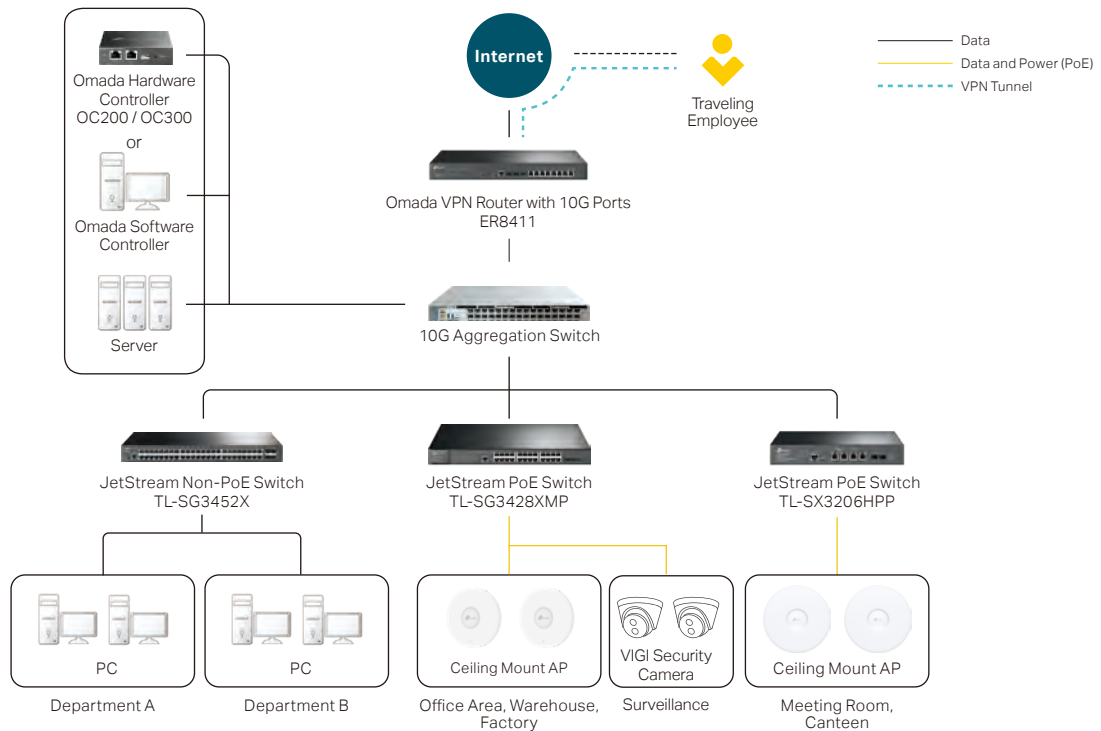 Omada Hardware
Controller
OC200 / OC300
or
Omada Software
Controller
Server
Internet
Traveling
Employee
Data
Data and Power (PoE)
VPN Tunnel
Omada VPN Router with 10G Ports
ER8411
10G Aggregation Switch
JetStream Non-PoE Switch
TL-SG3452X
JetStream PoE Switch
TL-SG3428XMP
JetStream PoE Switch
TL-SX3206HPP
PC
PC
Ceiling Mount AP
VIGI Security
Camera
Ceiling Mount AP
Department A
Department B
Office Area, Warehouse,
Factory
Surveillance
Meeting Room,
Canteen